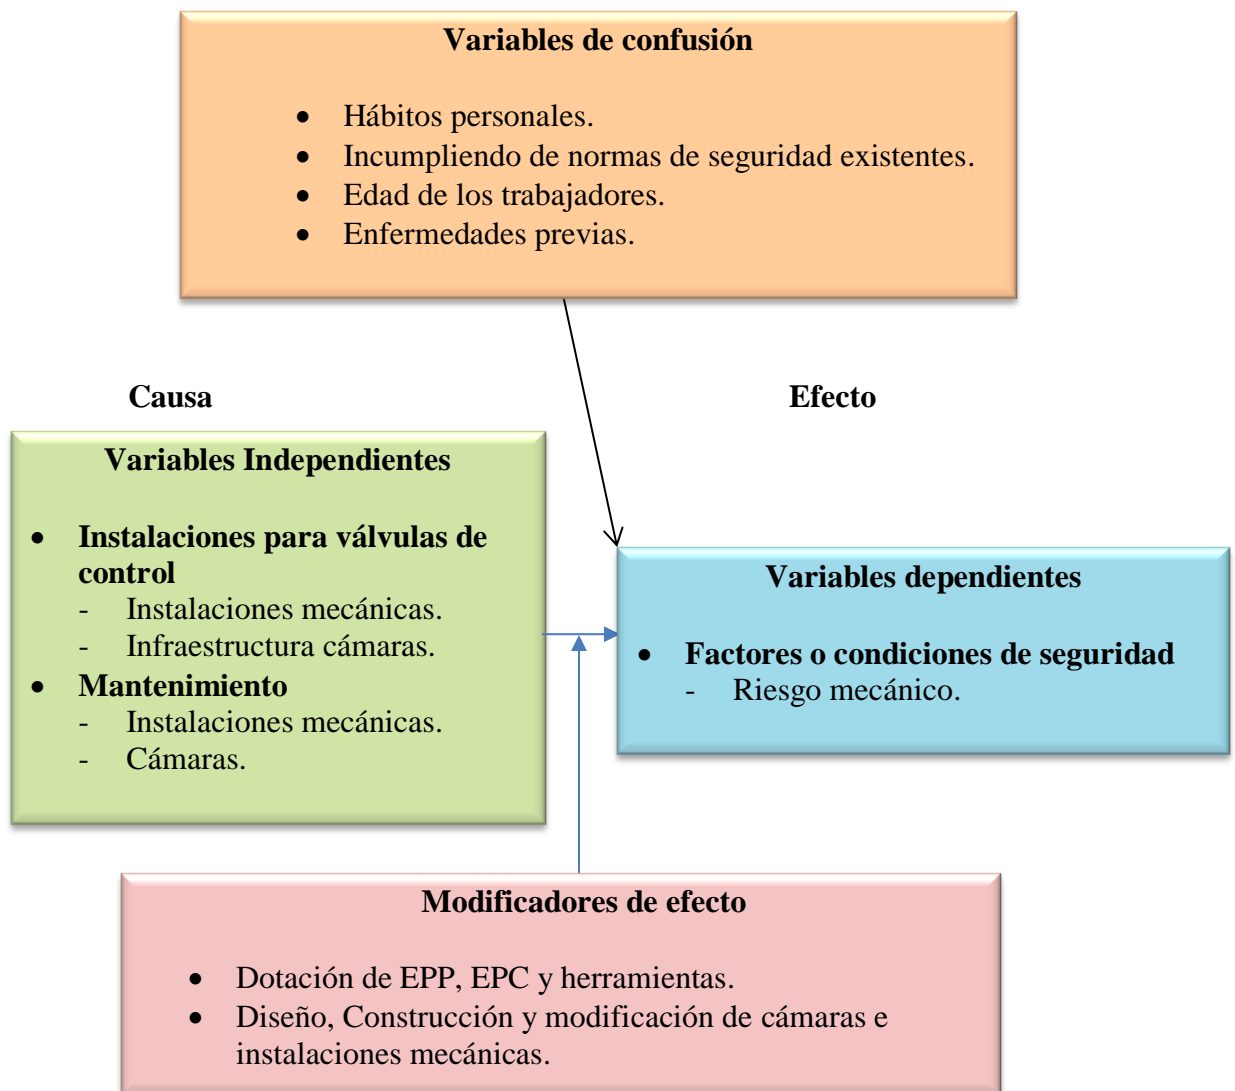 Variables de confusión
• Hábitos personales.
• Incumpliendo de normas de seguridad existentes.
• Edad de los trabajadores.
• Enfermedades previas.
Causa
Efecto
Variables Independientes
• Instalaciones para válvulas de
control
- Instalaciones mecánicas.
- Infraestructura cámaras.
• Mantenimiento
- Instalaciones mecánicas.
- Cámaras.
Variables dependientes
• Factores o condiciones de seguridad
- Riesgo mecánico.
Modificadores de efecto
• Dotación de EPP, EPC y herramientas.
• Diseño, Construcción y modificación de cámaras e
instalaciones mecánicas.